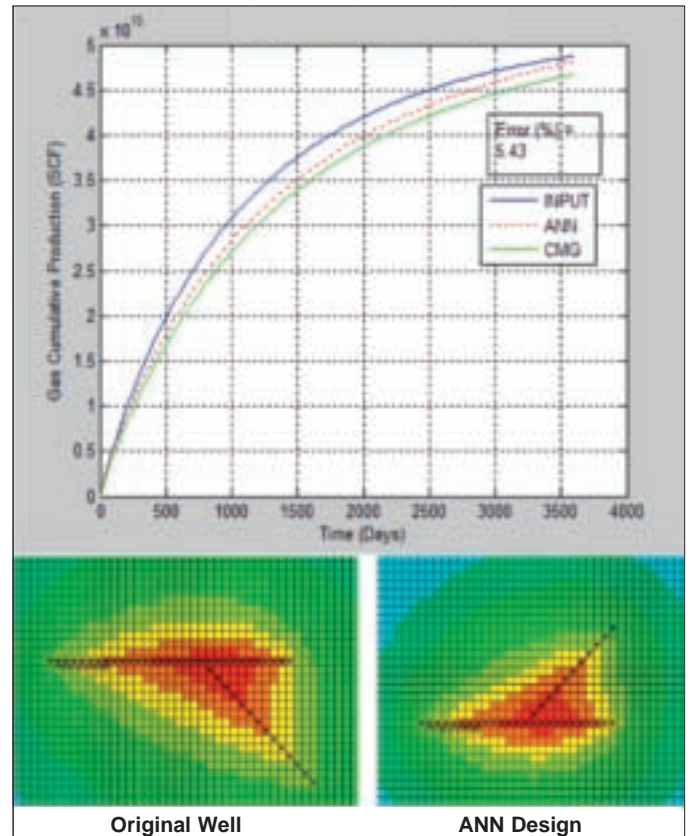 x 10
5
4.5
4
3.5
3
2.5
2
1.5
1
0.5
0
Gas Cumulative Production (SCF)
Error (%)=
5.43
INPUT
ANN
CMG
0 500 1000 1500 2000 2500 3000 3500 4000
Time (Days)
Original Well ANN Design